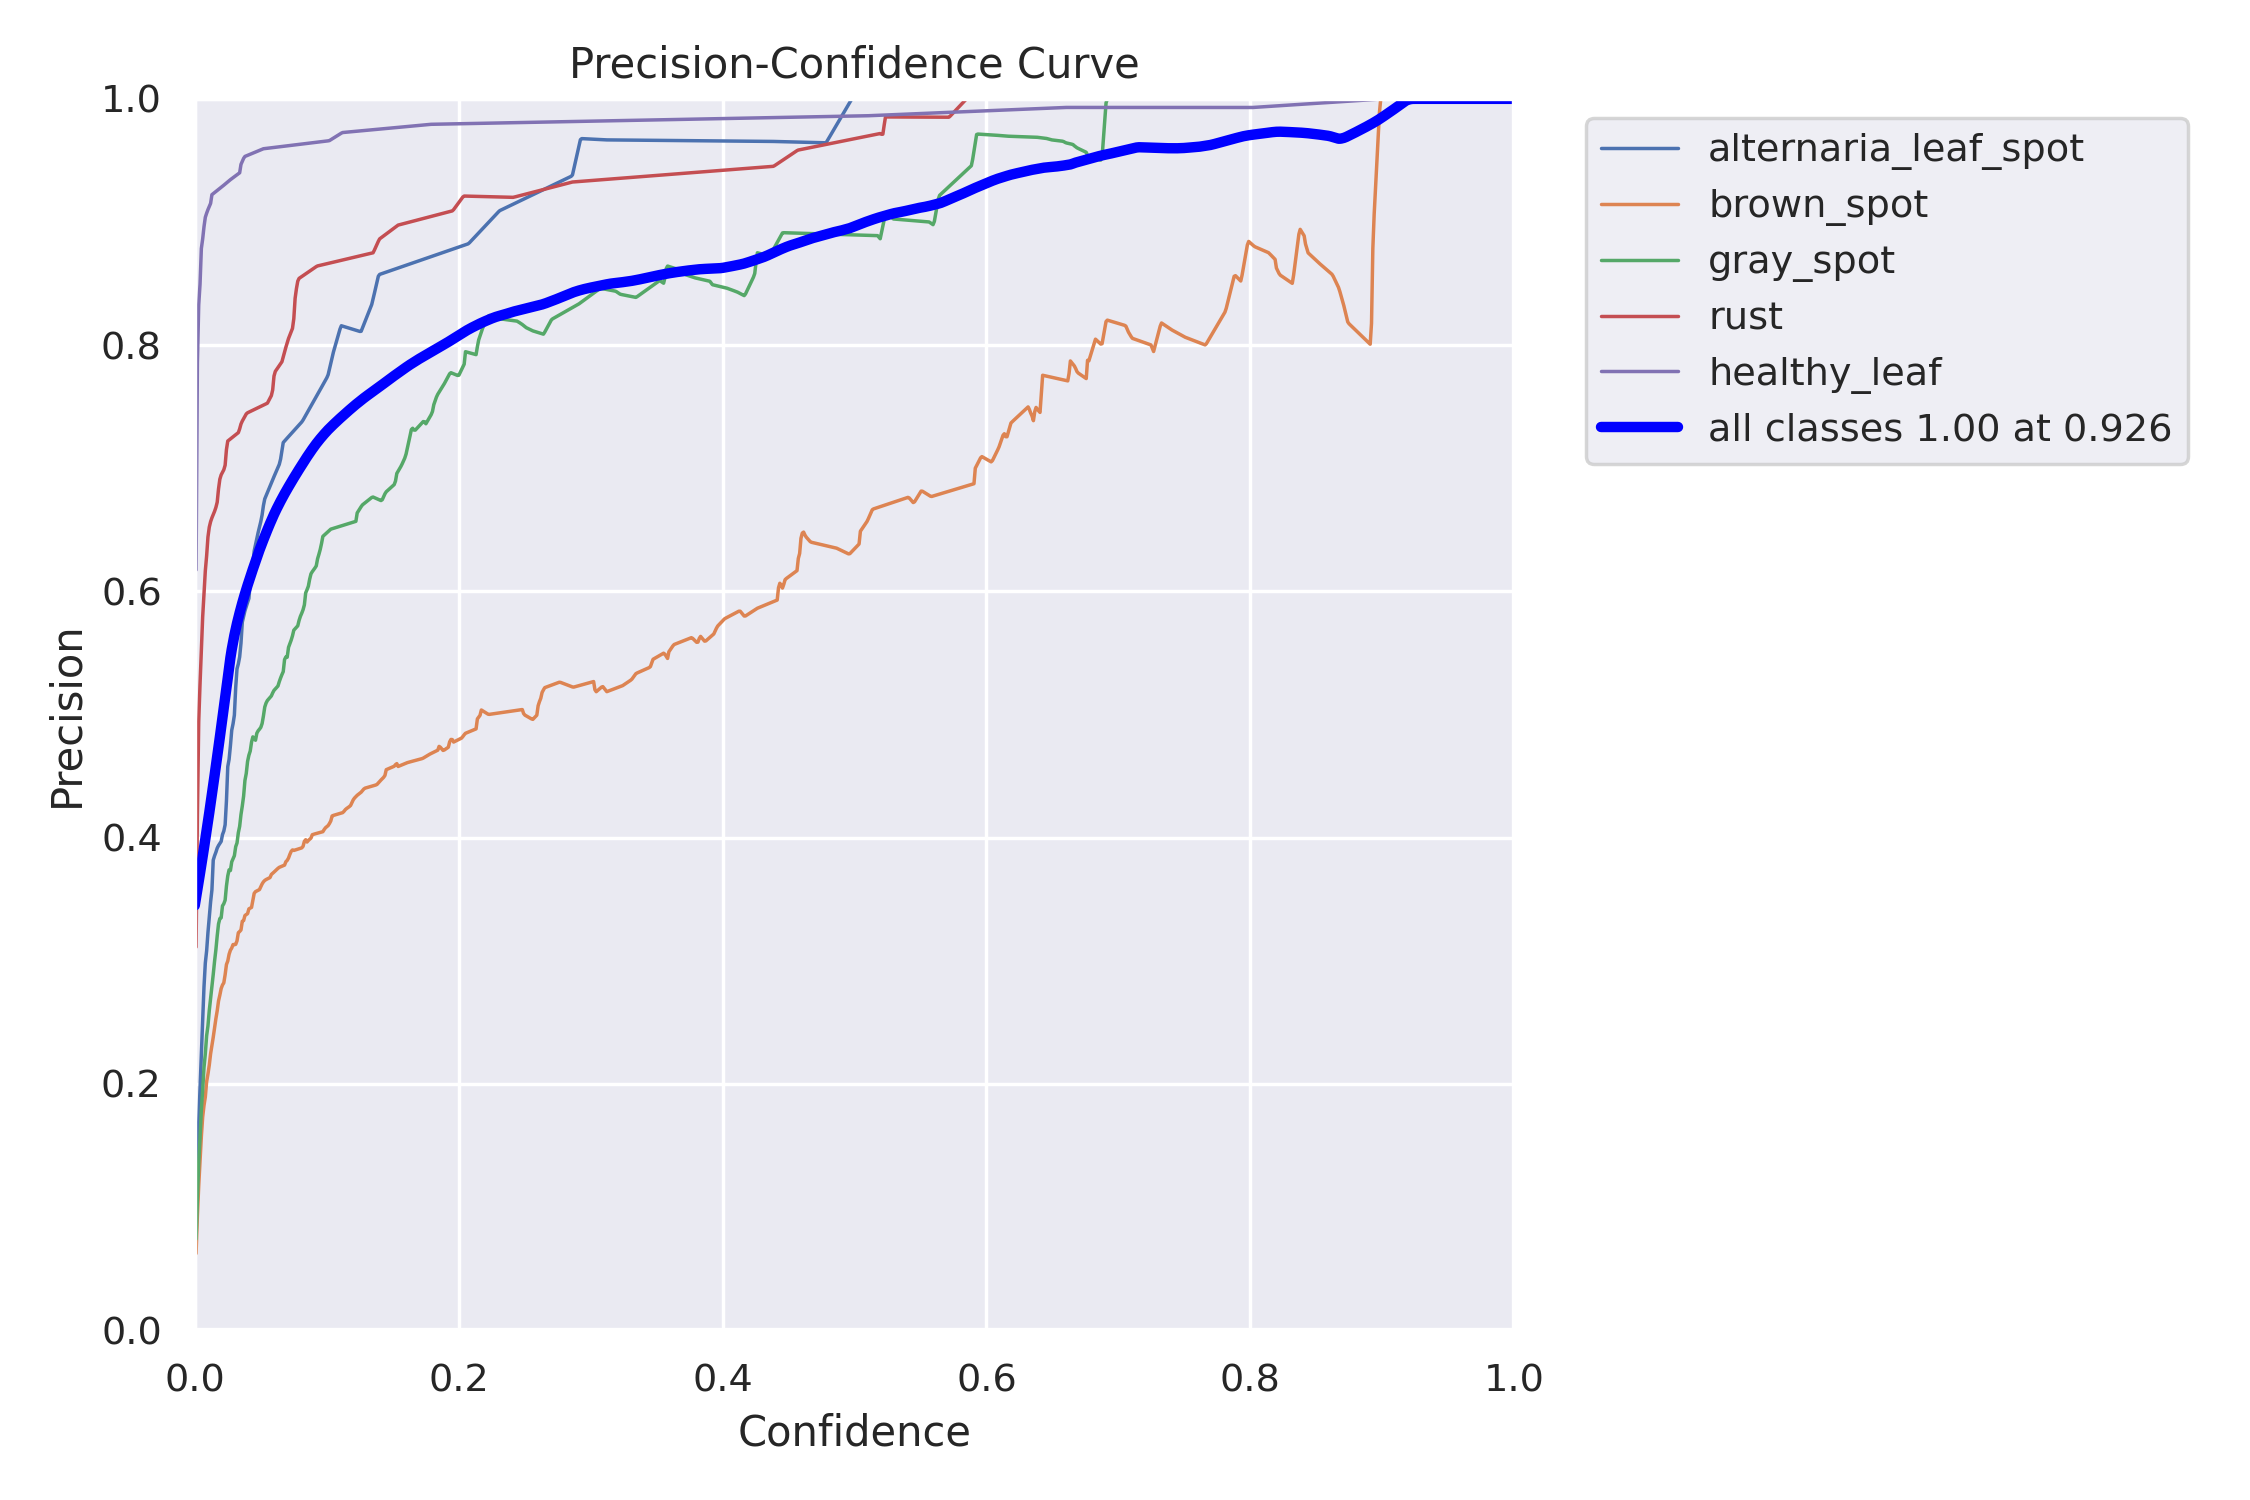 Precision-Confidence Curve
1.0
0.8
0.6
0.4
0.2
0.0
Precision
0.0 0.2 0.4 0.6 0.8 1.0
Confidence
alternaria_leaf_spot
brown_spot
gray_spot
rust
healthy_leaf
all classes 1.00 at 0.926